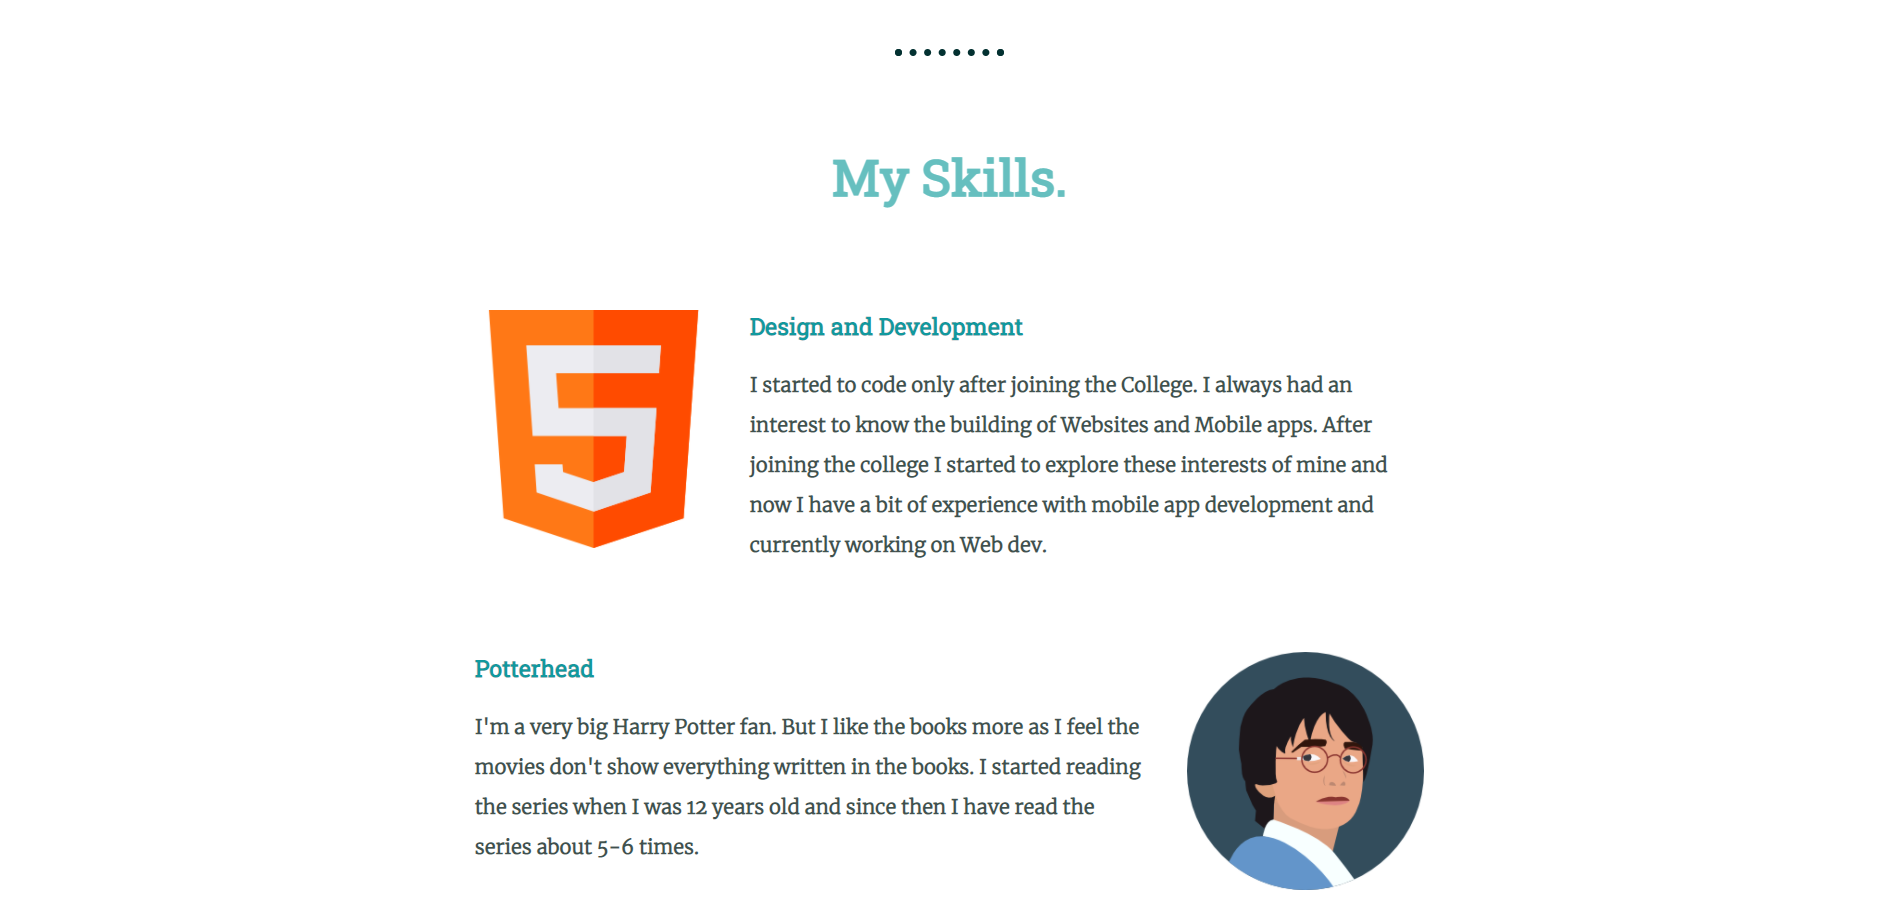 My Skills.
5
Design and Development
I started to code only after joining the College. I always had an
interest to know the building of Websites and Mobile apps. After
joining the college I started to explore these interests of mine and
now I have a bit of experience with mobile app development and
currently working on Web dev.
Potterhead
I'm a very big Harry Potter fan. But I like the books more as I feel the
movies don't show everything written in the books. I started reading
the series when I was 12 years old and since then I have read the
series about 5-6 times.